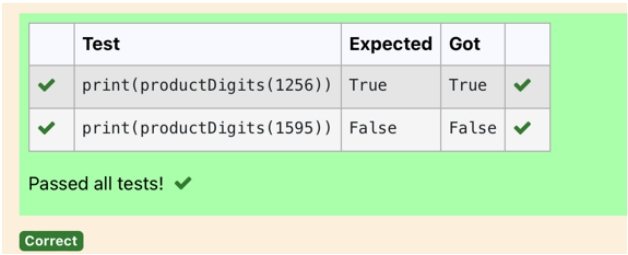 Test Expected Got
print(productDigits(1256)) True True
print(productDigits(1595)) False False
Passed all tests!
Correct